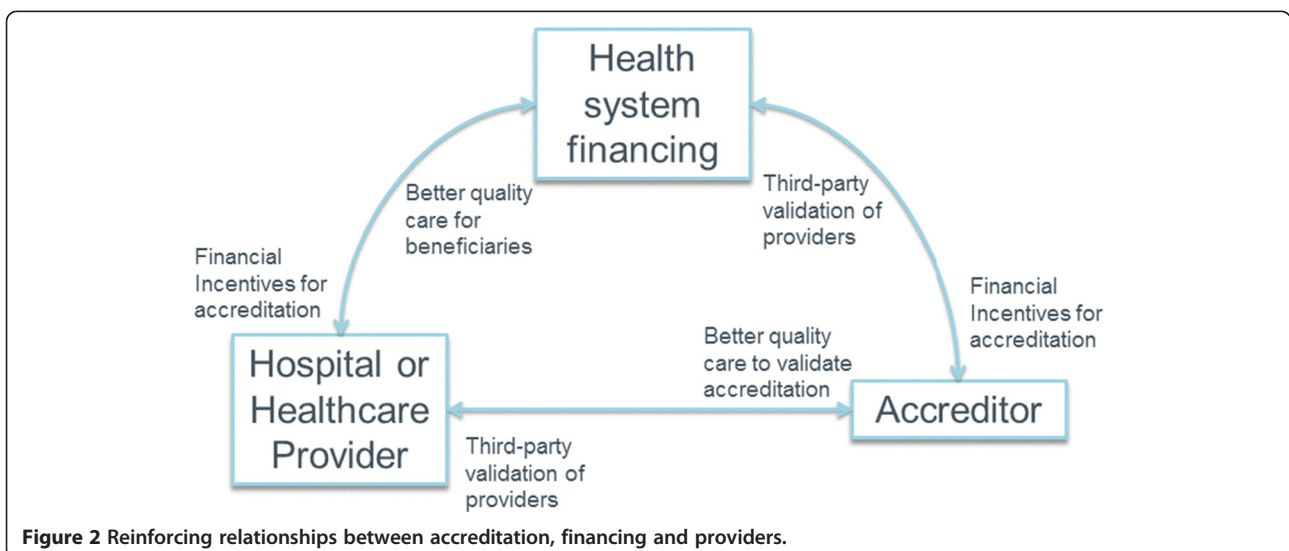 Health
system
financing
Better quality
care for
beneficiaries
Third-party
validation of
providers
Financial
Incentives for
accreditation
Financial
Incentives for
accreditation
Hospital or
Healthcare
Provider
Better quality
care to validate
accreditation
Accreditor
Third-party
validation of
providers
Figure 2 Reinforcing relationships between accreditation, financing and providers.